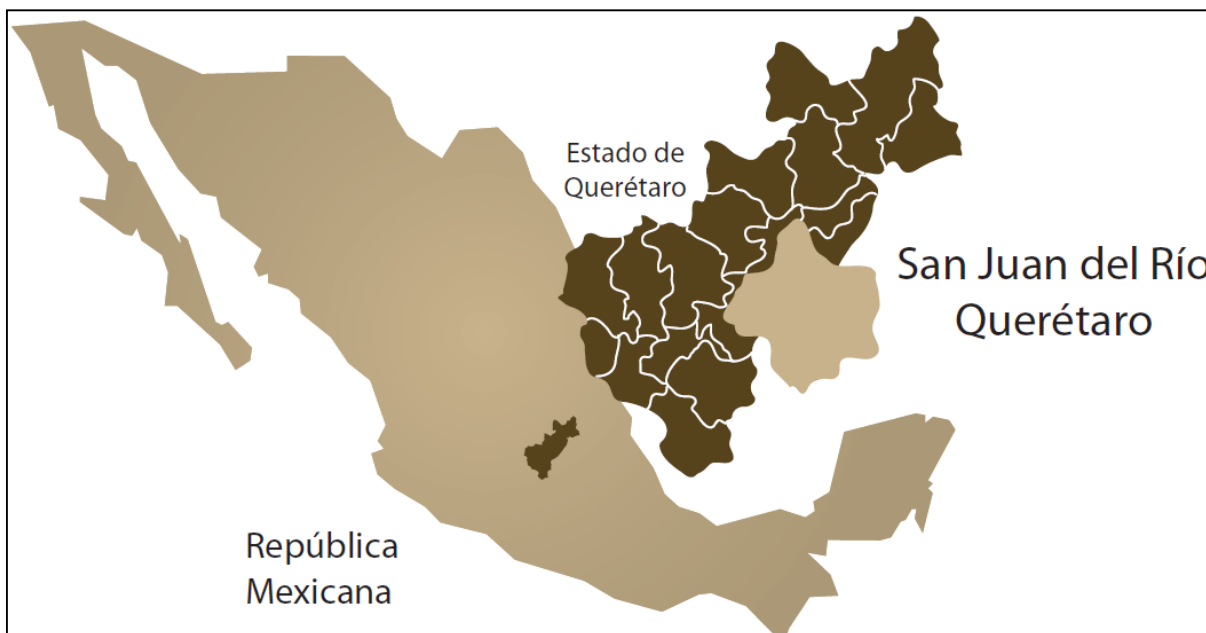 Estado de
Querétaro
San Juan del Río
Querétaro
República
Mexicana